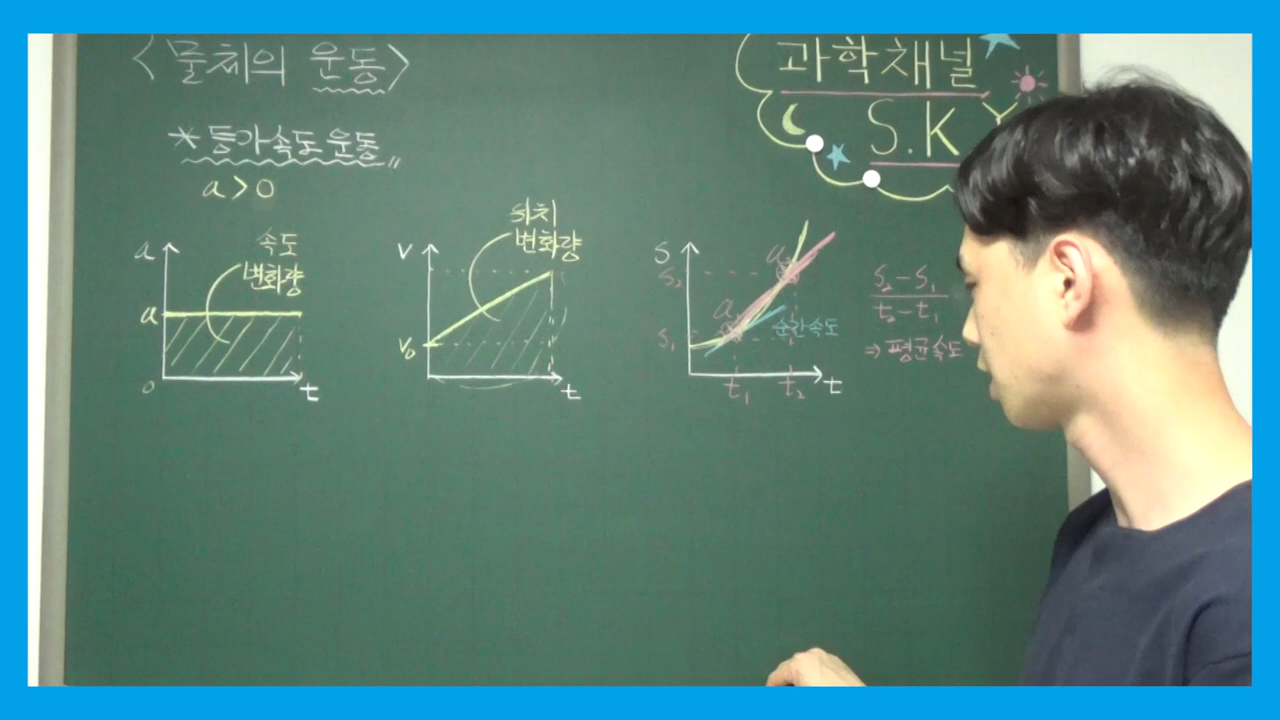 <물체의 운동>
과학채널
S.K
* 등가속도 운동
a > 0
a
속도
변화량
a
0
t
v
위치
변화량
v₀
t
s
s₂
s₁
a
a
순간속도
t₁
t₂
t
s₂-s₁
t₂-t₁
⇒ 평균속도